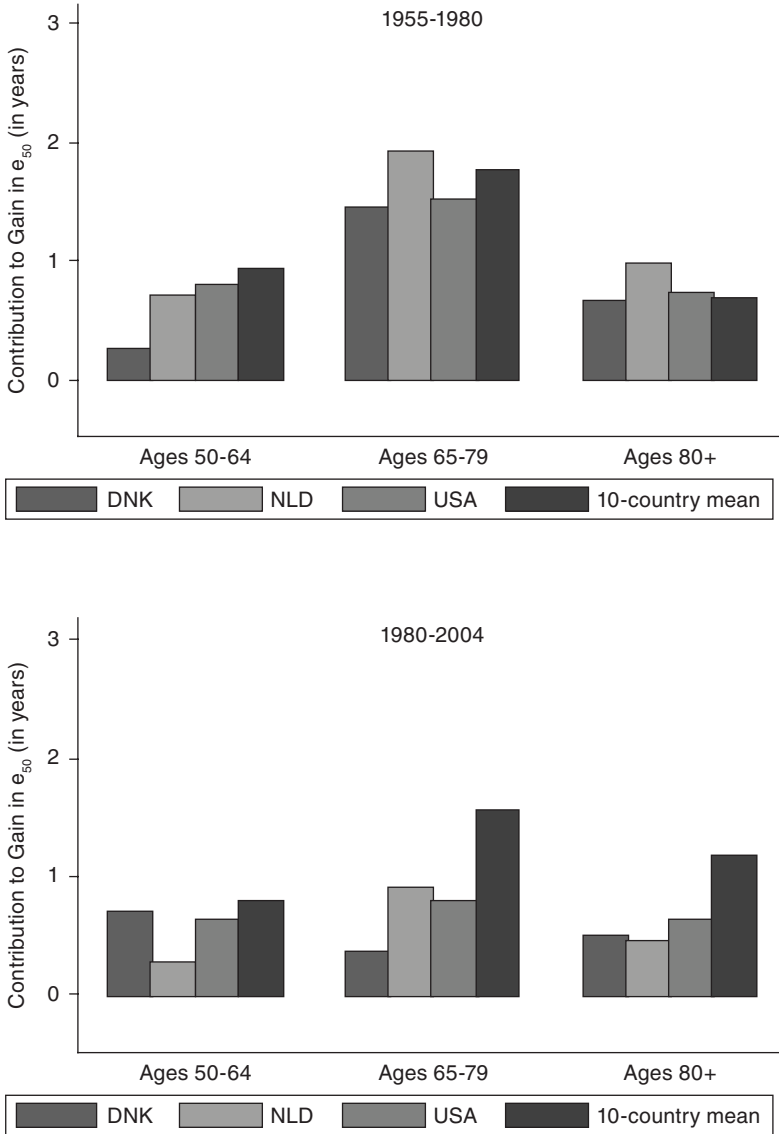 1955-1980
Contribution to Gain in e50 (in years)
3
2
1
0
Ages 50-64 Ages 65-79 Ages 80+
DNK NLD USA 10-country mean
1980-2004
Contribution to Gain in e50 (in years)
3
2
1
0
Ages 50-64 Ages 65-79 Ages 80+
DNK NLD USA 10-country mean